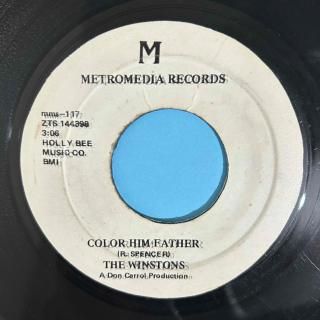 M
METROMEDIA RECORDS
mms-117
ZTS 144398
3:06
HOLLY BEE
MUSIC CO.
BMI
COLOR HIM FATHER
(R. SPENCER)
THE WINSTONS
A Don Carrol Production